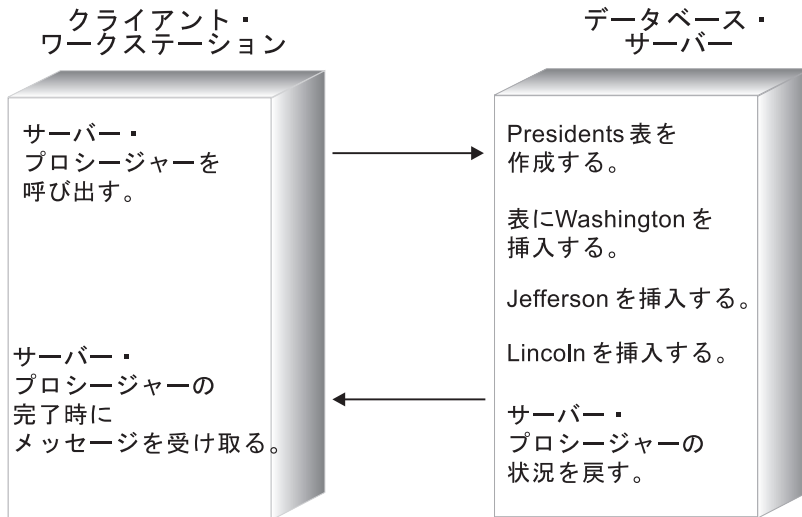 クライアント・
ワークステーション
サーバー・
プロシージャーを
呼び出す。
サーバー・
プロシージャーの
完了時に
メッセージを受け取る。
データベース・
サーバー
Presidents 表を
作成する。
表にWashington を
挿入する。
Jefferson を挿入する。
Lincoln を挿入する。
サーバー・
プロシージャーの
状況を戻す。